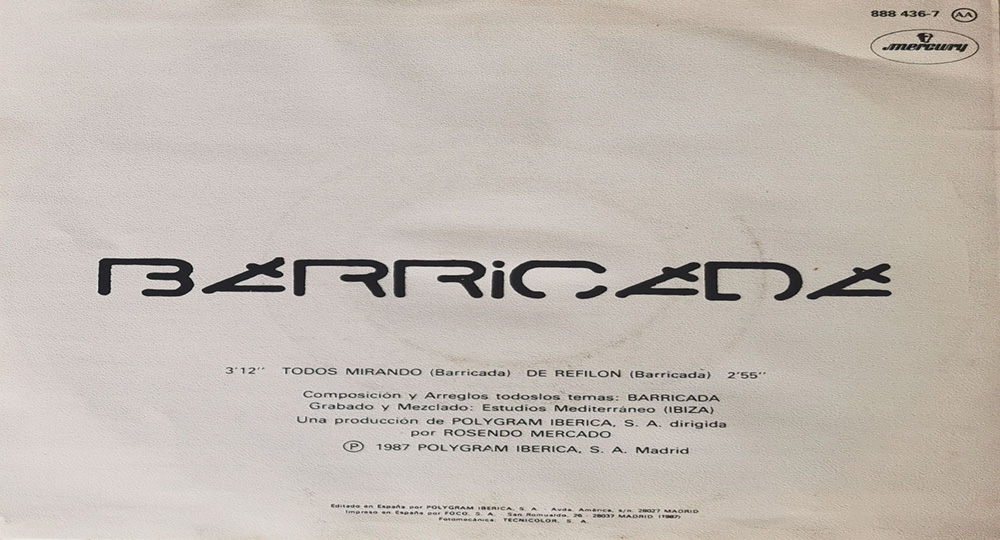 888 436-7 AA
mercury
BARRiCADA
3'12'' TODOS MIRANDO (Barricada) DE REFILON (Barricada) 2'55''
Composición y Arreglos todoslos temas: BARRICADA
Grabado y Mezclado: Estudios Mediterráneo (IBIZA)
Una producción de POLYGRAM IBERICA, S. A. dirigida
por ROSENDO MERCADO
Ⓟ 1987 POLYGRAM IBERICA, S. A. Madrid
Editado en España por POLYGRAM IBERICA, S. A. - Avda. América, s/n. 28027 MADRID
Impreso en España por FOCO, S. A. - San Romualdo, 26 - 28037 MADRID (1987)
Fotomecánica: TECNICOLOR, S. A.